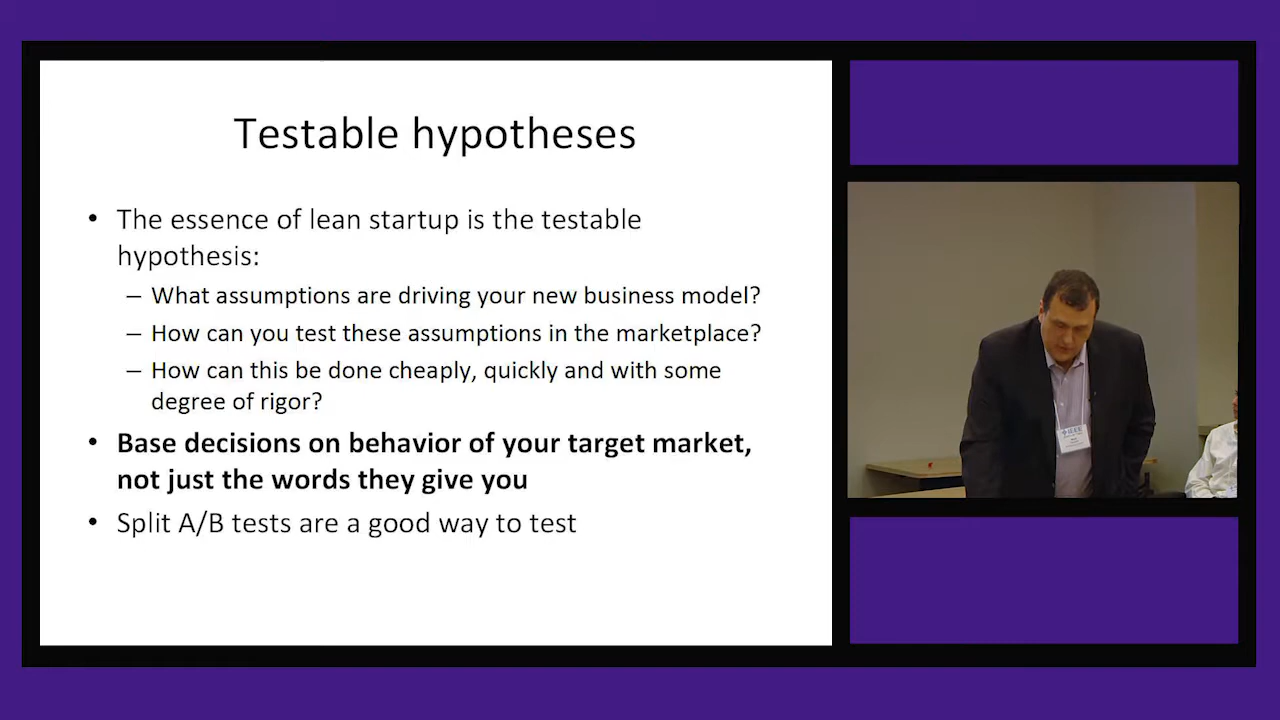 Testable hypotheses
• The essence of lean startup is the testable
hypothesis:
– What assumptions are driving your new business model?
– How can you test these assumptions in the marketplace?
– How can this be done cheaply, quickly and with some
degree of rigor?
• Base decisions on behavior of your target market,
not just the words they give you
• Split A/B tests are a good way to test
IEEE